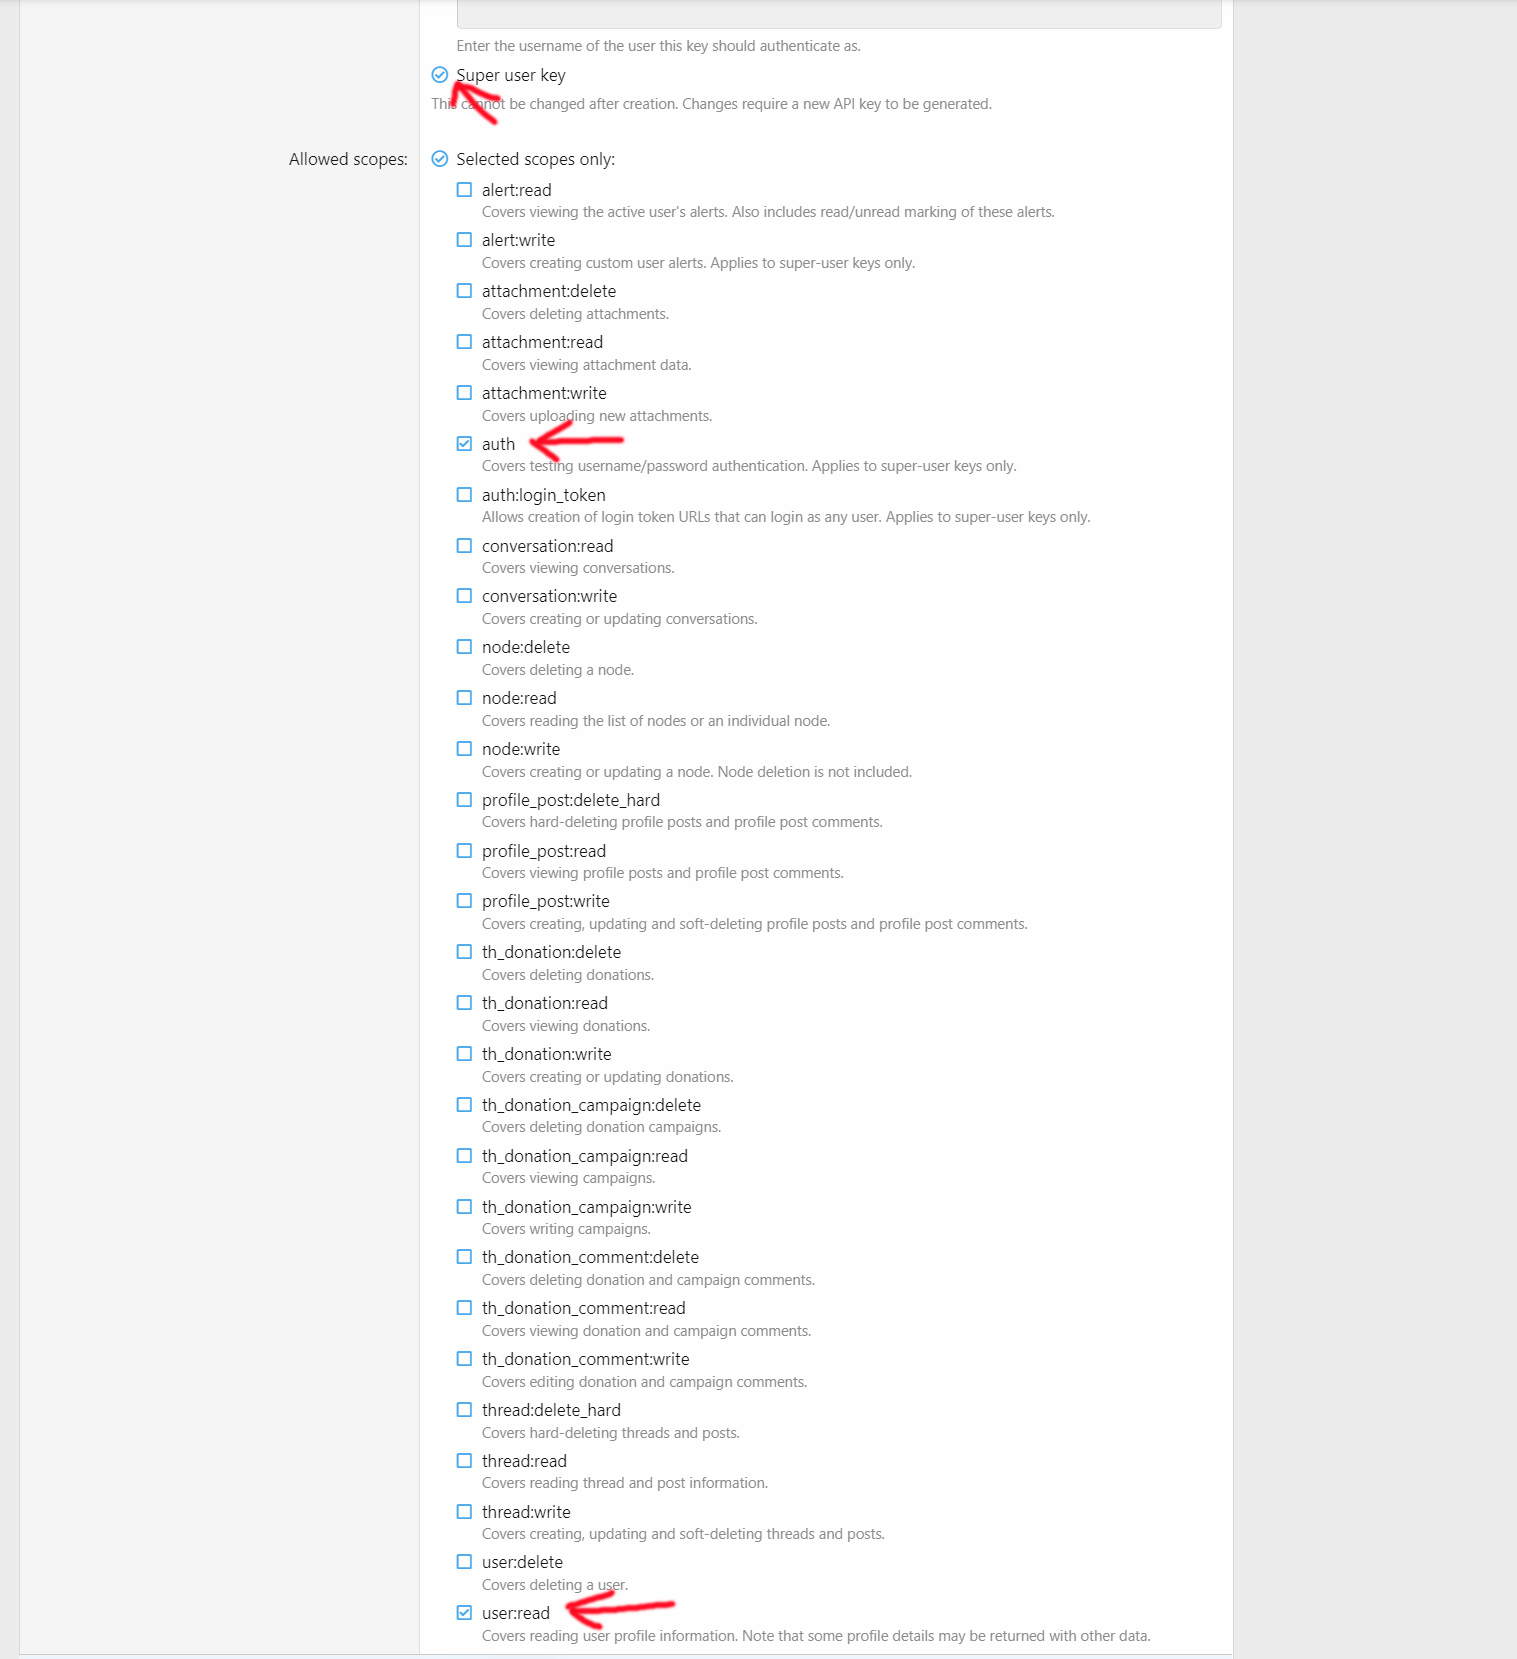 Enter the username of the user this key should authenticate as.
Super user key
This cannot be changed after creation. Changes require a new API key to be generated.
Allowed scopes:
Selected scopes only:
alert:read
Covers viewing the active user's alerts. Also includes read/unread marking of these alerts.
alert:write
Covers creating custom user alerts. Applies to super-user keys only.
attachment:delete
Covers deleting attachments.
attachment:read
Covers viewing attachment data.
attachment:write
Covers uploading new attachments.
auth
Covers testing username/password authentication. Applies to super-user keys only.
auth:login_token
Allows creation of login token URLs that can login as any user. Applies to super-user keys only.
conversation:read
Covers viewing conversations.
conversation:write
Covers creating or updating conversations.
node:delete
Covers deleting a node.
node:read
Covers reading the list of nodes or an individual node.
node:write
Covers creating or updating a node. Node deletion is not included.
profile_post:delete_hard
Covers hard-deleting profile posts and profile post comments.
profile_post:read
Covers viewing profile posts and profile post comments.
profile_post:write
Covers creating, updating and soft-deleting profile posts and profile post comments.
th_donation:delete
Covers deleting donations.
th_donation:read
Covers viewing donations.
th_donation:write
Covers creating or updating donations.
th_donation_campaign:delete
Covers deleting donation campaigns.
th_donation_campaign:read
Covers viewing campaigns.
th_donation_campaign:write
Covers writing campaigns.
th_donation_comment:delete
Covers deleting donation and campaign comments.
th_donation_comment:read
Covers viewing donation and campaign comments.
th_donation_comment:write
Covers editing donation and campaign comments.
thread:delete_hard
Covers hard-deleting threads and posts.
thread:read
Covers reading thread and post information.
thread:write
Covers creating, updating and soft-deleting threads and posts.
user:delete
Covers deleting a user.
user:read
Covers reading user profile information. Note that some profile details may be returned with other data.